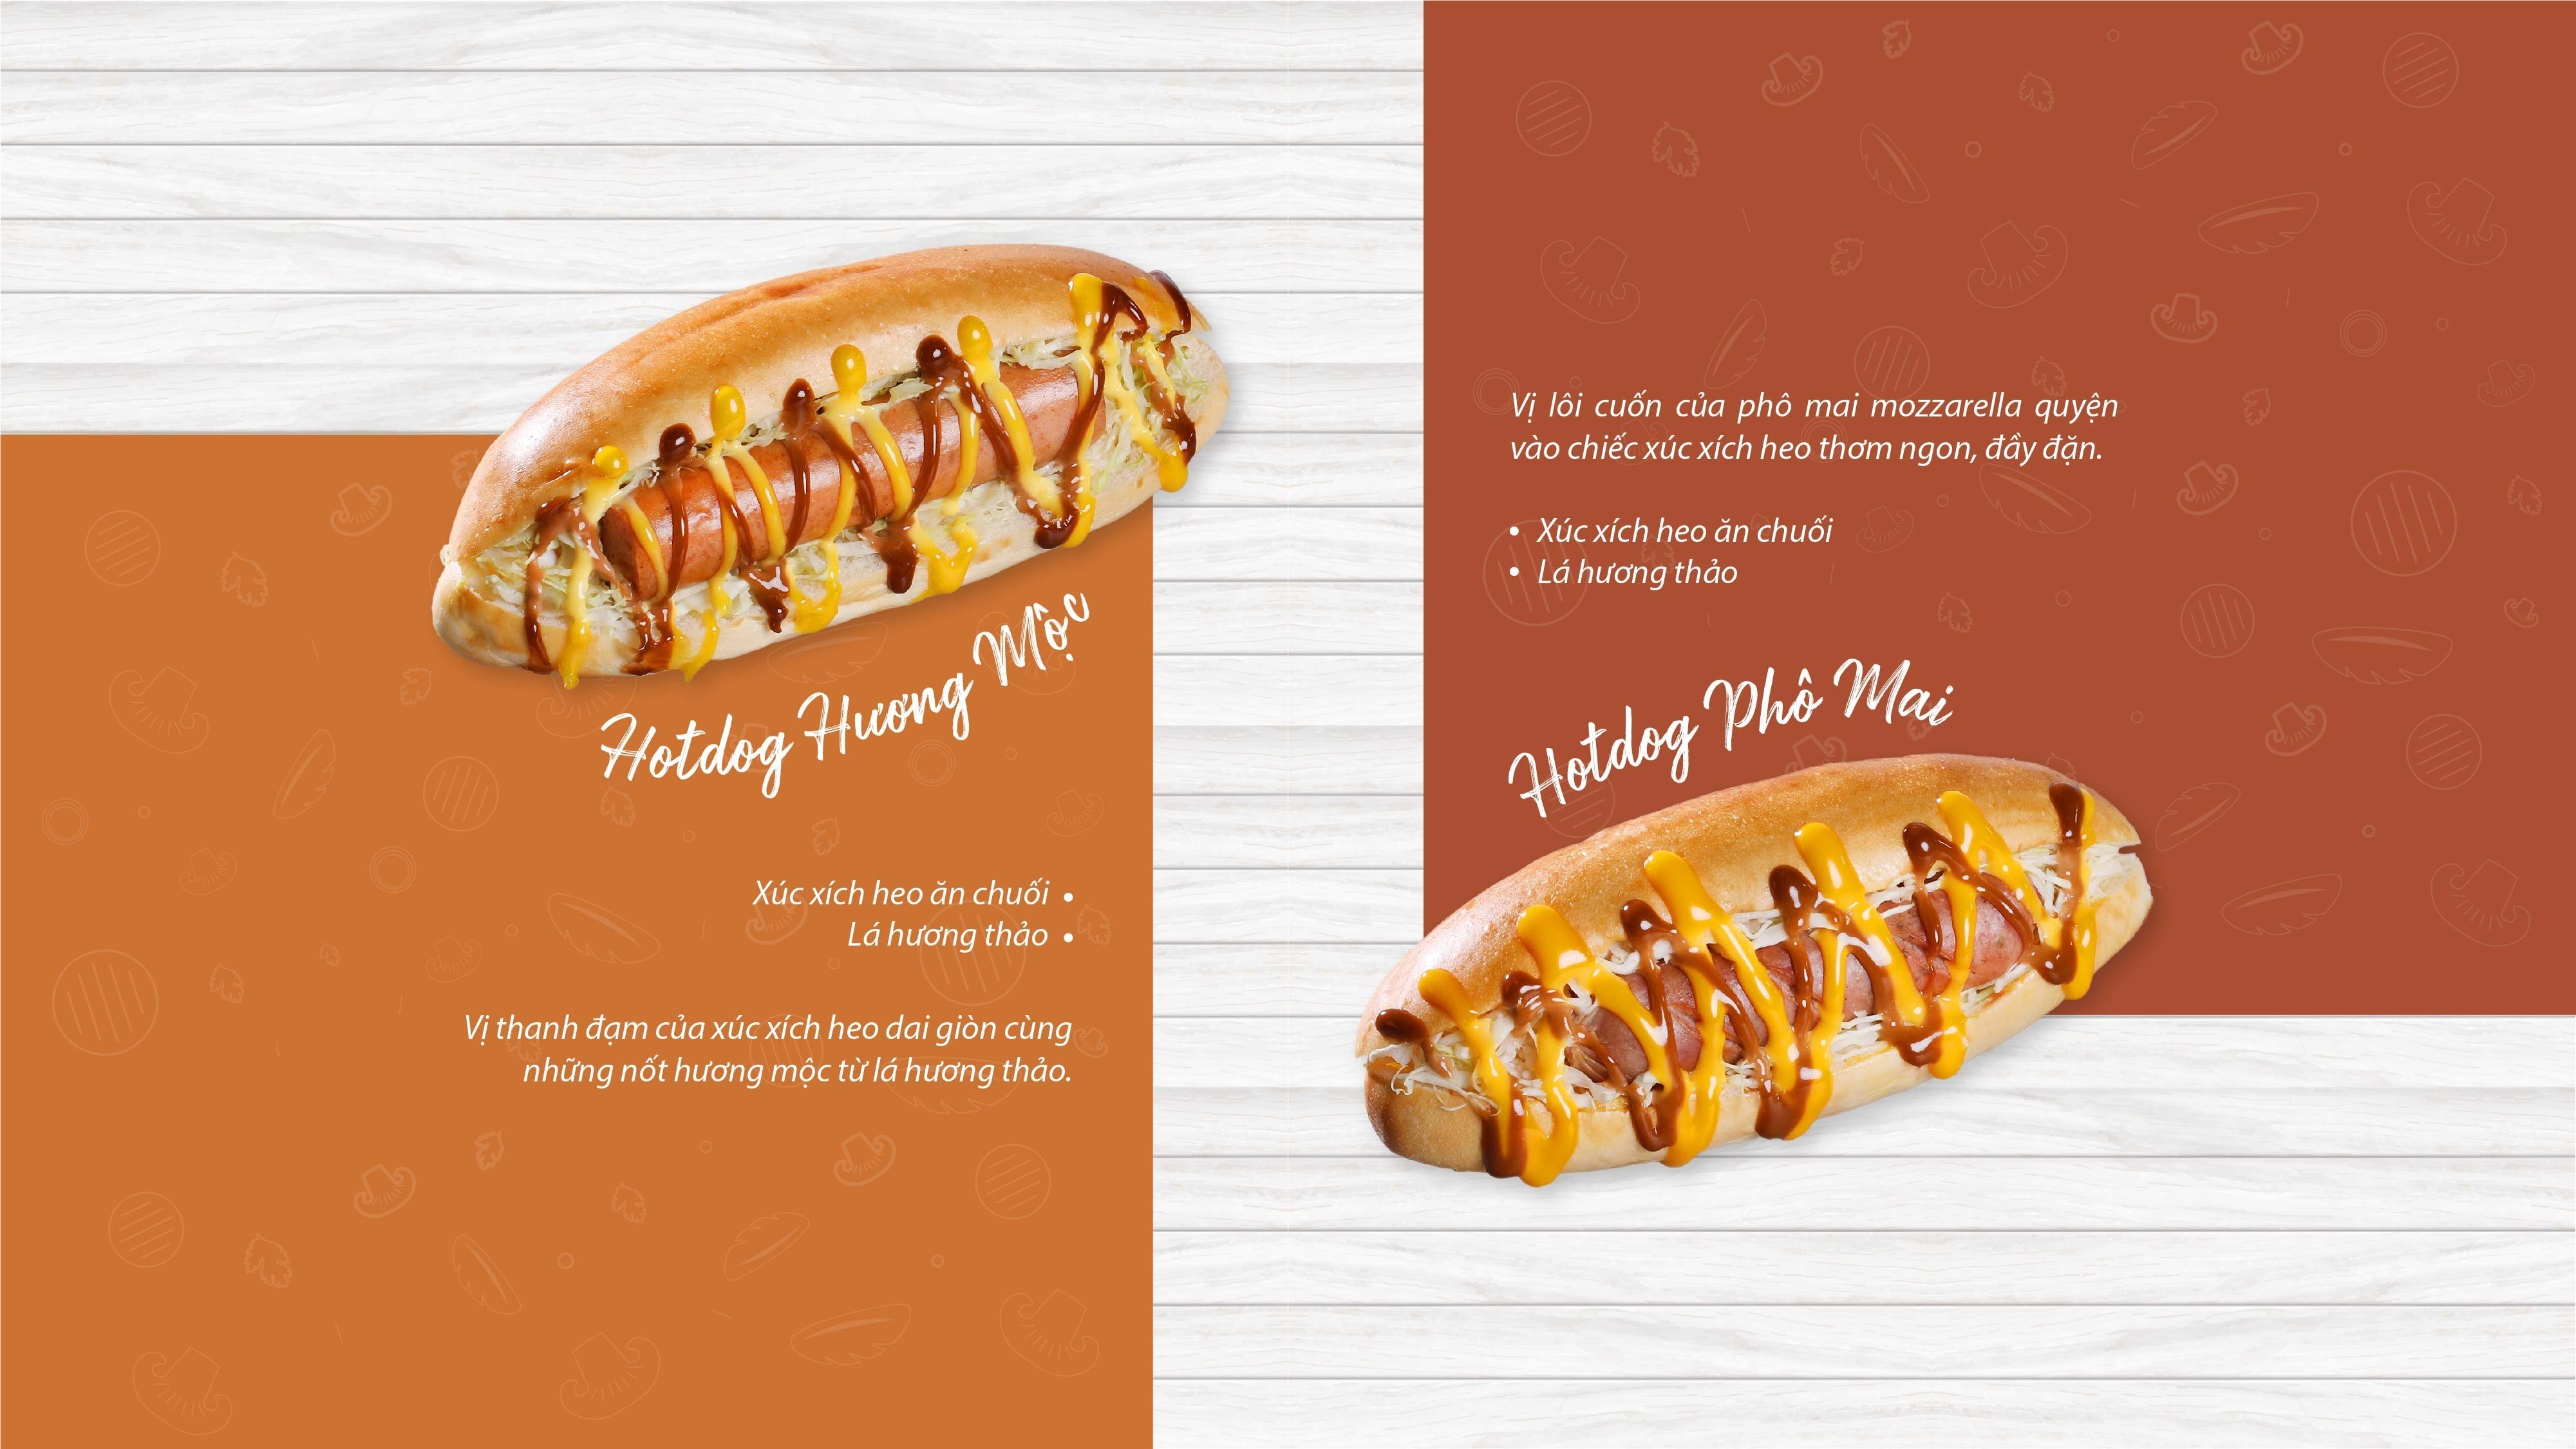 Hotdog Hương Mộc
Xúc xích heo ăn chuối •
Lá hương thảo •
Vị thanh đạm của xúc xích heo dai giòn cùng
những nốt hương mộc từ lá hương thảo.
Vị lôi cuốn của phô mai mozzarella quyện
vào chiếc xúc xích heo thơm ngon, đầy đặn.
• Xúc xích heo ăn chuối
• Lá hương thảo
Hotdog Phô Mai